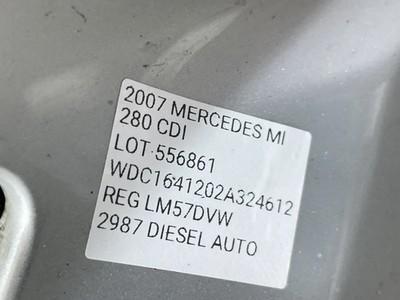 2007 MERCEDES MI
280 CDI
LOT 556861
WDC1641202A324612
REG LM57DVW
2987 DIESEL AUTO